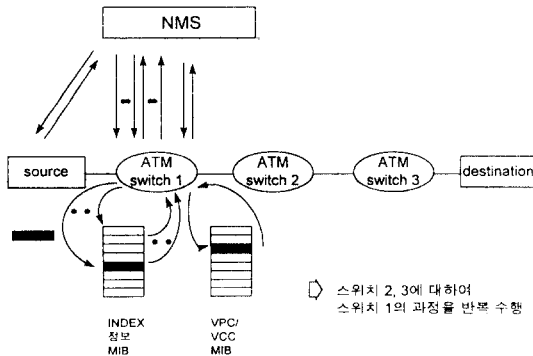 NMS
source
ATM
switch 1
ATM
switch 2
ATM
switch 3
destination
INDEX
정보
MIB
VPC/
VCC
MIB
스위치 2, 3에 대하여
스위치 1의 과정을 반복 수행